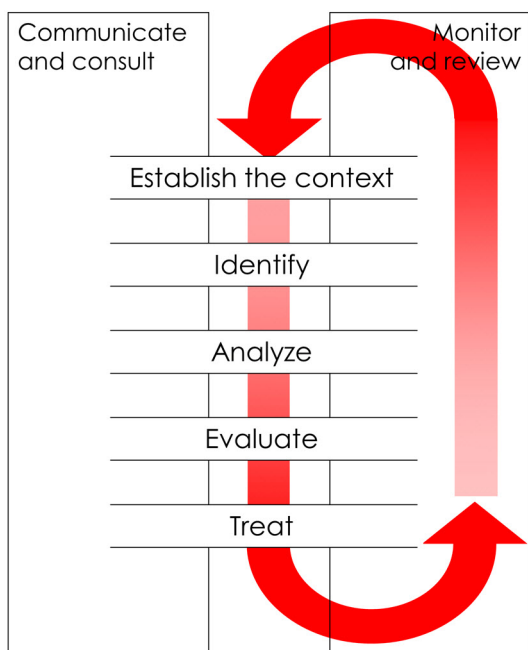 Communicate
and consult
Monitor
and review
Establish the context
Identify
Analyze
Evaluate
Treat